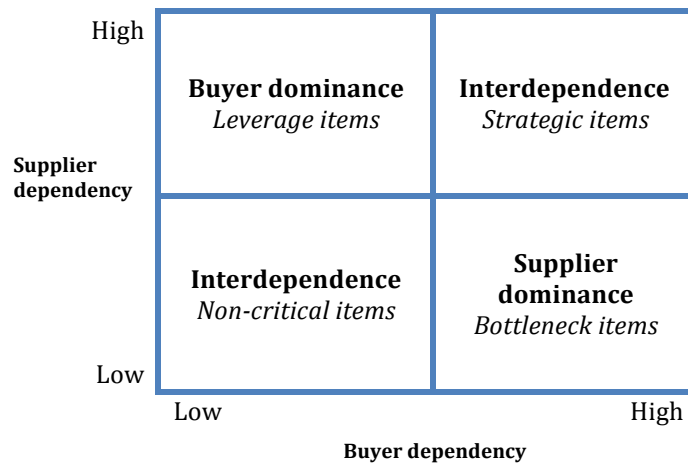 High
Buyer dominance
Leverage items
Interdependence
Strategic items
Supplier
dependency
Interdependence
Non-critical items
Supplier
dominance
Bottleneck items
Low
Low
High
Buyer dependency